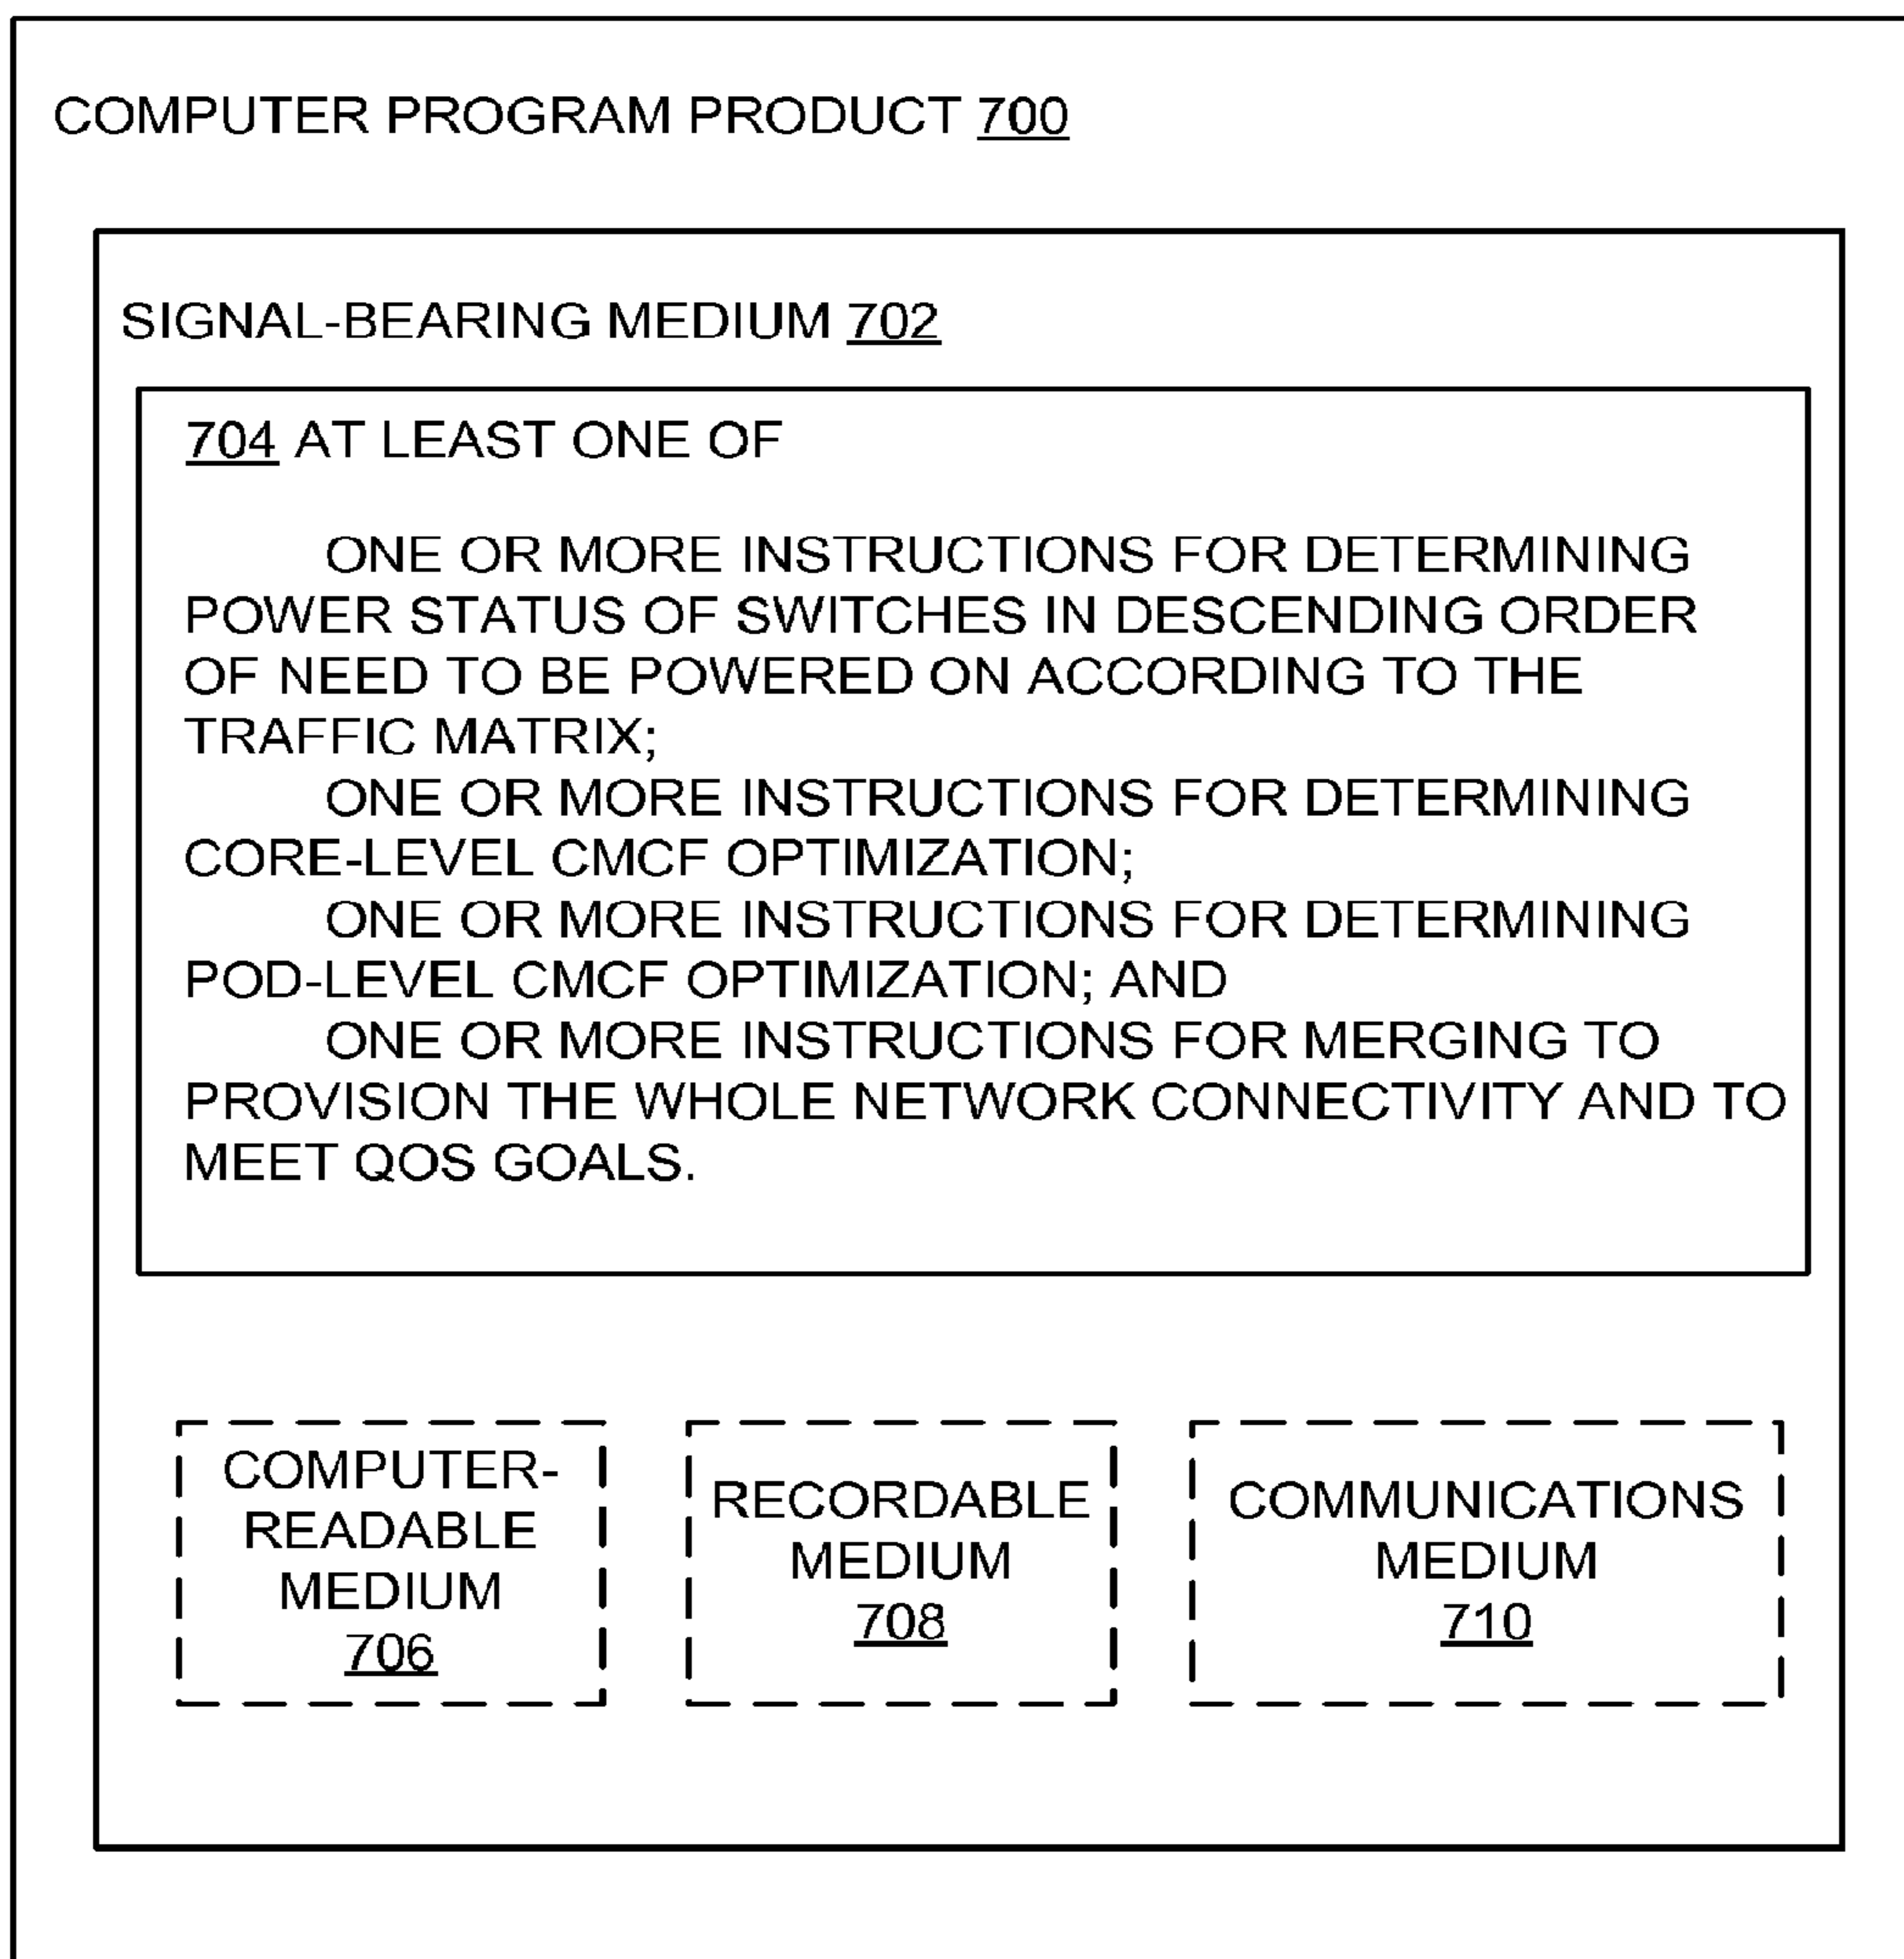 COMPUTER PROGRAM PRODUCT 700
SIGNAL-BEARING MEDIUM 702
704 AT LEAST ONE OF
ONE OR MORE INSTRUCTIONS FOR DETERMINING
POWER STATUS OF SWITCHES IN DESCENDING ORDER
OF NEED TO BE POWERED ON ACCORDING TO THE
TRAFFIC MATRIX;
ONE OR MORE INSTRUCTIONS FOR DETERMINING
CORE-LEVEL CMCF OPTIMIZATION;
ONE OR MORE INSTRUCTIONS FOR DETERMINING
POD-LEVEL CMCF OPTIMIZATION; AND
ONE OR MORE INSTRUCTIONS FOR MERGING TO
PROVISION THE WHOLE NETWORK CONNECTIVITY AND TO
MEET QOS GOALS.
COMPUTER-
READABLE
MEDIUM
706
RECORDABLE
MEDIUM
708
COMMUNICATIONS
MEDIUM
710